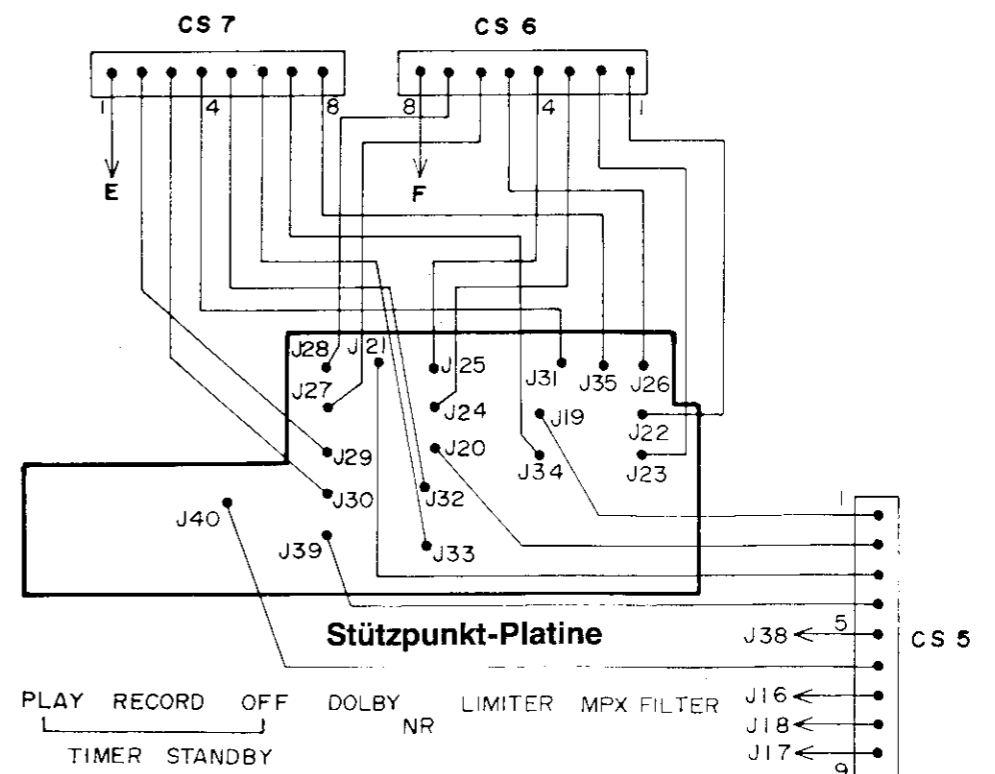 CS 7 CS 6
1 4 8 8 4 1
E F
J28 J21 J25 J31 J35 J26
J27 J24 J19 J22
J29 J20 J34 J23
J40 J30 J32 1
J39 J33
5
Stützpunkt-Platine J38 CS 5
PLAY RECORD OFF DOLBY LIMITER MPX FILTER J16
NR J18
TIMER STANDBY J17
9